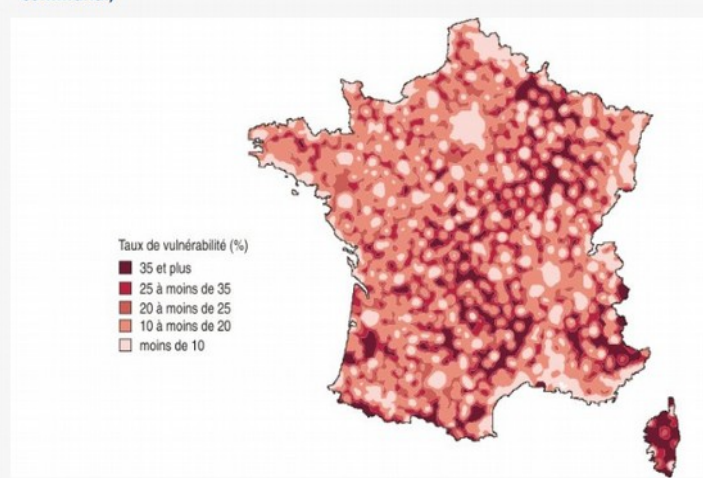 Taux de vulnérabilité (%)
35 et plus
25 à moins de 35
20 à moins de 25
10 à moins de 20
moins de 10